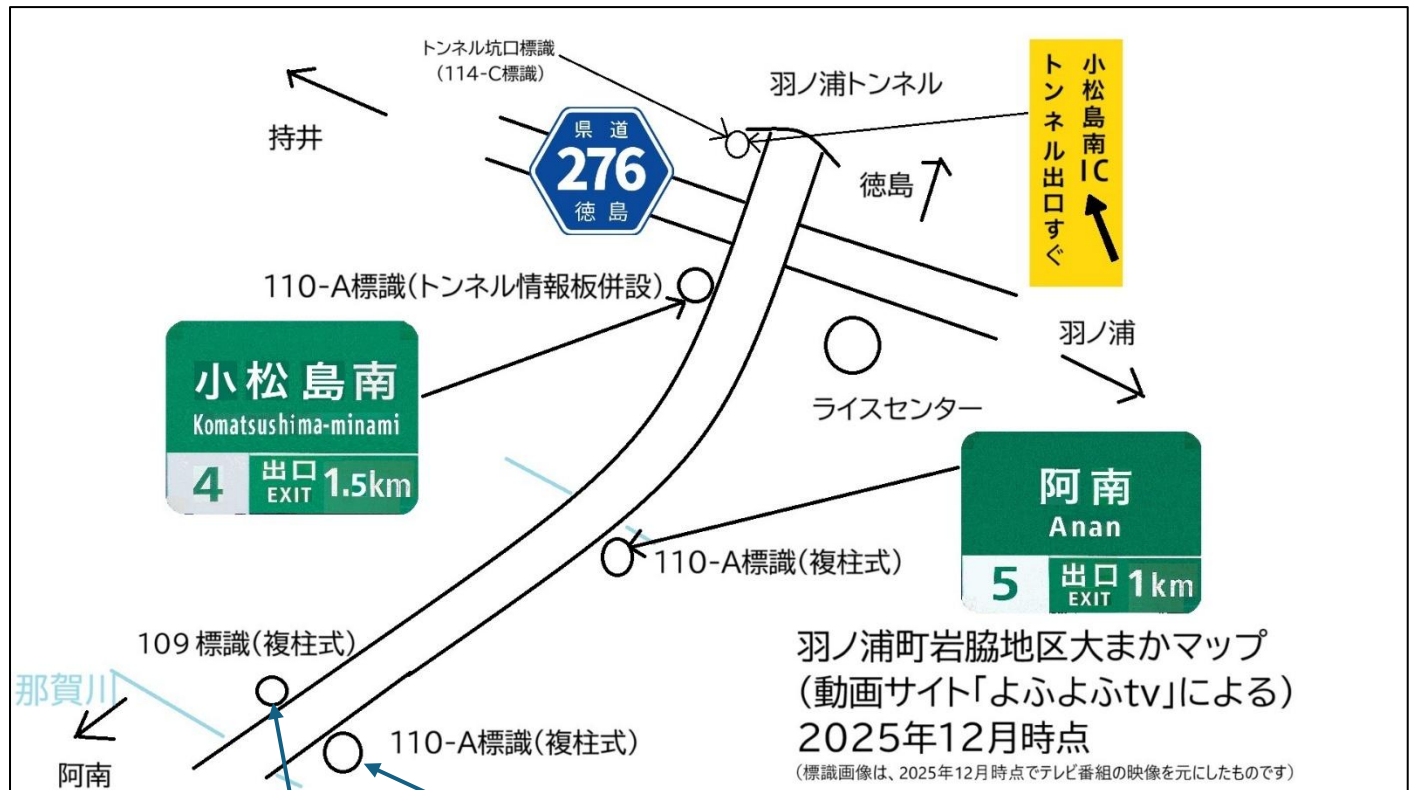 トンネル坑口標識
(114-C標識)
羽ノ浦トンネル
小松島南IC
トンネル出口すぐ
持井
県道
276
徳島
徳島
110-A標識(トンネル情報板併設)
羽ノ浦
小松島南
Komatsushima-minami
4 出口 EXIT 1.5km
ライスセンター
阿南
Anan
5 出口 EXIT 1km
110-A標識(複柱式)
109標識(複柱式)
那賀川
110-A標識(複柱式)
阿南
羽ノ浦町岩脇地区大まかマップ
(動画サイト「よふよふtv」による)
2025年12月時点
(標識画像は、2025年12月時点でテレビ番組の映像を元にしたものです)